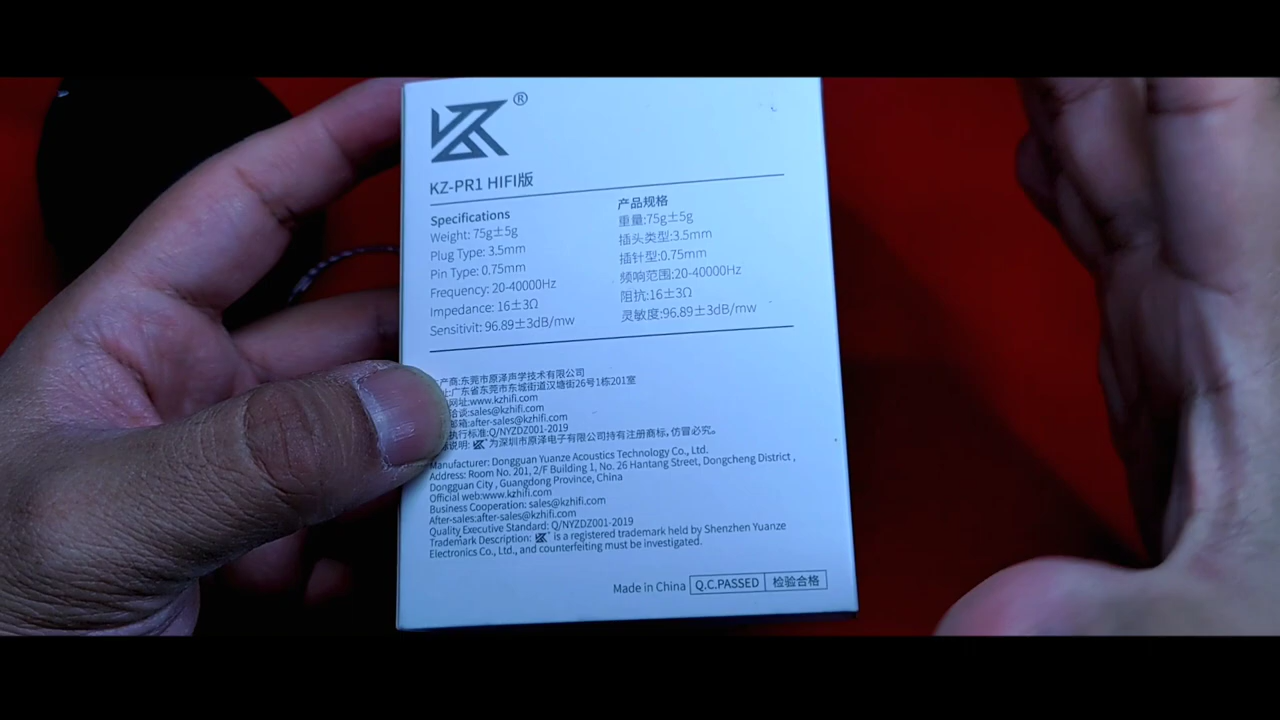 KZ ®
KZ-PR1 HIFI版
Specifications
Weight: 75g±5g
Plug Type: 3.5mm
Pin Type: 0.75mm
Frequency: 20-40000Hz
Impedance: 16±3Ω
Sensitivit: 96.89±3dB/mw
产品规格
重量:75g±5g
插头类型:3.5mm
插针型:0.75mm
频响范围:20-40000Hz
阻抗:16±3Ω
灵敏度:96.89±3dB/mw
产商:东莞市原泽声学技术有限公司
广东省东莞市东城街道汉塘街26号1栋201室
网址:www.kzhifi.com
洽谈:sales@kzhifi.com
邮箱:after-sales@kzhifi.com
执行标准:Q/NYZDZ001-2019
说明: KZ 为深圳市原泽电子有限公司持有注册商标,仿冒必究。
Manufacturer: Dongguan Yuanze Acoustics Technology Co., Ltd.
Address: Room No. 201, 2/F Building 1, No. 26 Hantang Street, Dongcheng District ,
Dongguan City , Guangdong Province, China
Official web:www.kzhifi.com
Business Cooperation: sales@kzhifi.com
After-sales:after-sales@kzhifi.com
Quality Executive Standard: Q/NYZDZ001-2019
Trademark Description: KZ is a registered trademark held by Shenzhen Yuanze
Electronics Co., Ltd., and counterfeiting must be investigated.
Made in China Q.C.PASSED 检验合格